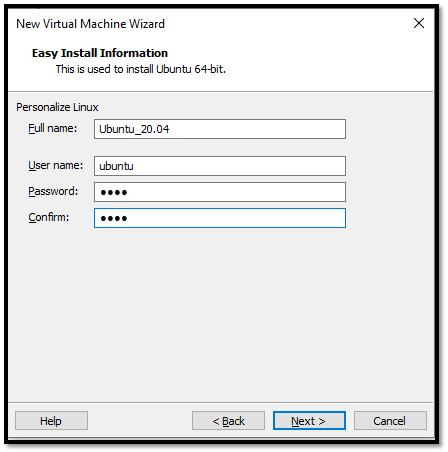 New Virtual Machine Wizard
Easy Install Information
This is used to install Ubuntu 64-bit.
Personalize Linux
Full name: Ubuntu_20.04
User name: ubuntu
Password: ●●●●
Confirm: ●●●●
Help < Back Next > Cancel